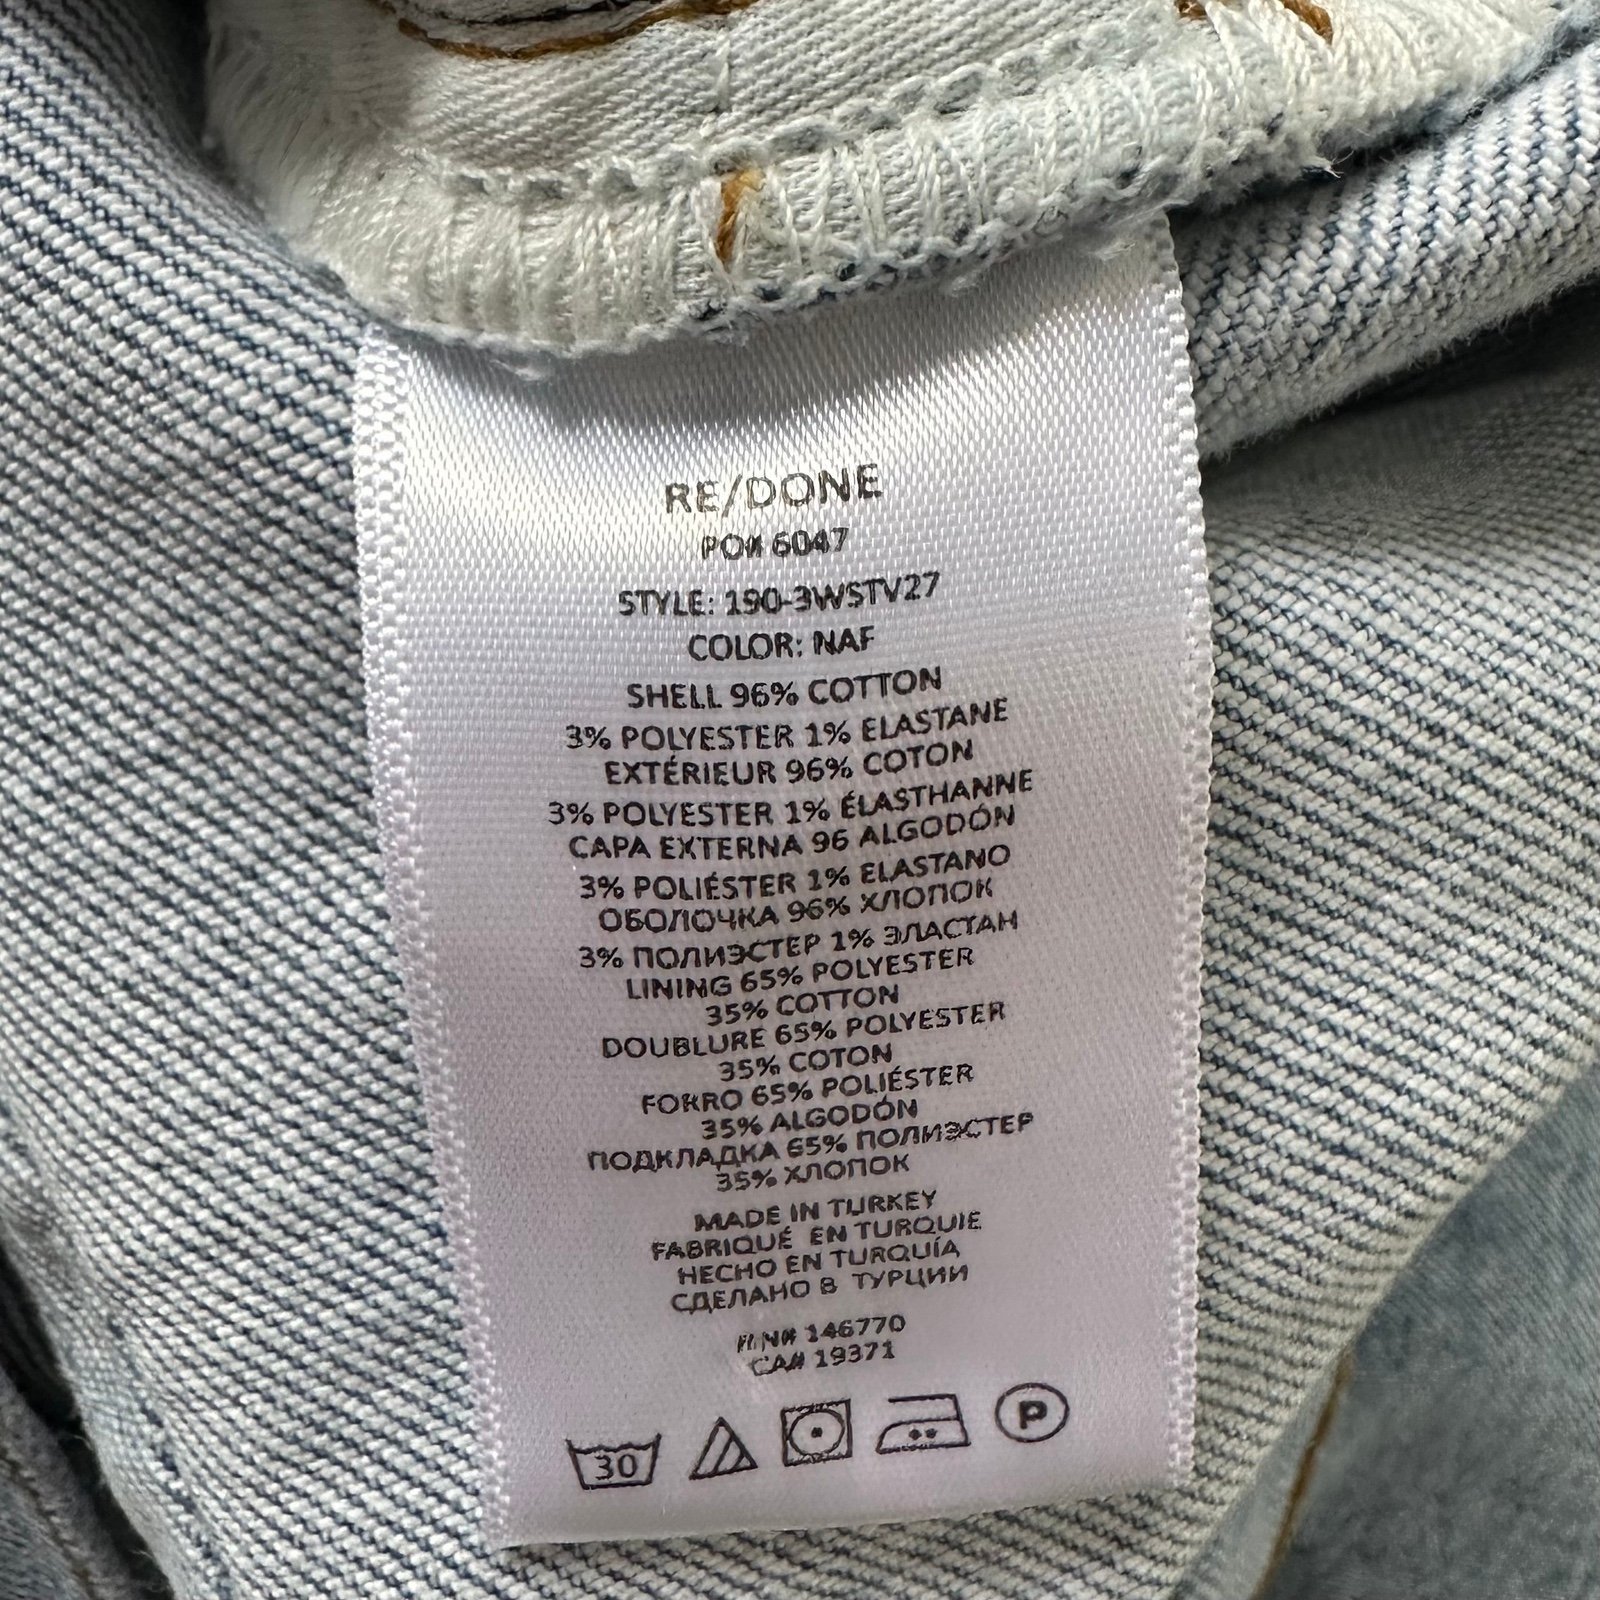 RE/DONE
PO# 6047
STYLE: 190-3WSTV27
COLOR: NAF
SHELL 96% COTTON
3% POLYESTER 1% ELASTANE
EXTÉRIEUR 96% COTON
3% POLYESTER 1% ÉLASTHANNE
CAPA EXTERNA 96 ALGODÓN
3% POLIÉSTER 1% ELASTANO
ОБОЛОЧКА 96% ХЛОПОК
3% ПОЛИЭСТЕР 1% ЭЛАСТАН
LINING 65% POLYESTER
35% COTTON
DOUBLURE 65% POLYESTER
35% COTON
FORRO 65% POLIÉSTER
35% ALGODÓN
ПОДКЛАДКА 65% ПОЛИЭСТЕР
35% ХЛОПОК
MADE IN TURKEY
FABRIQUÉ EN TURQUIE
HECHO EN TURQUÍA
СДЕЛАНО В ТУРЦИИ
RN# 146770
CA# 19371
30 P